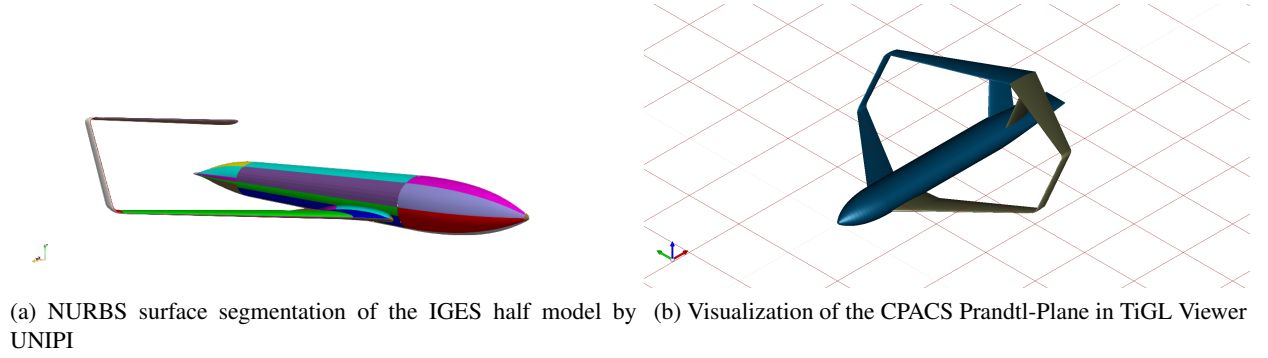 (a) NURBS surface segmentation of the IGES half model by
UNIPI
(b) Visualization of the CPACS Prandtl-Plane in TiGL Viewer